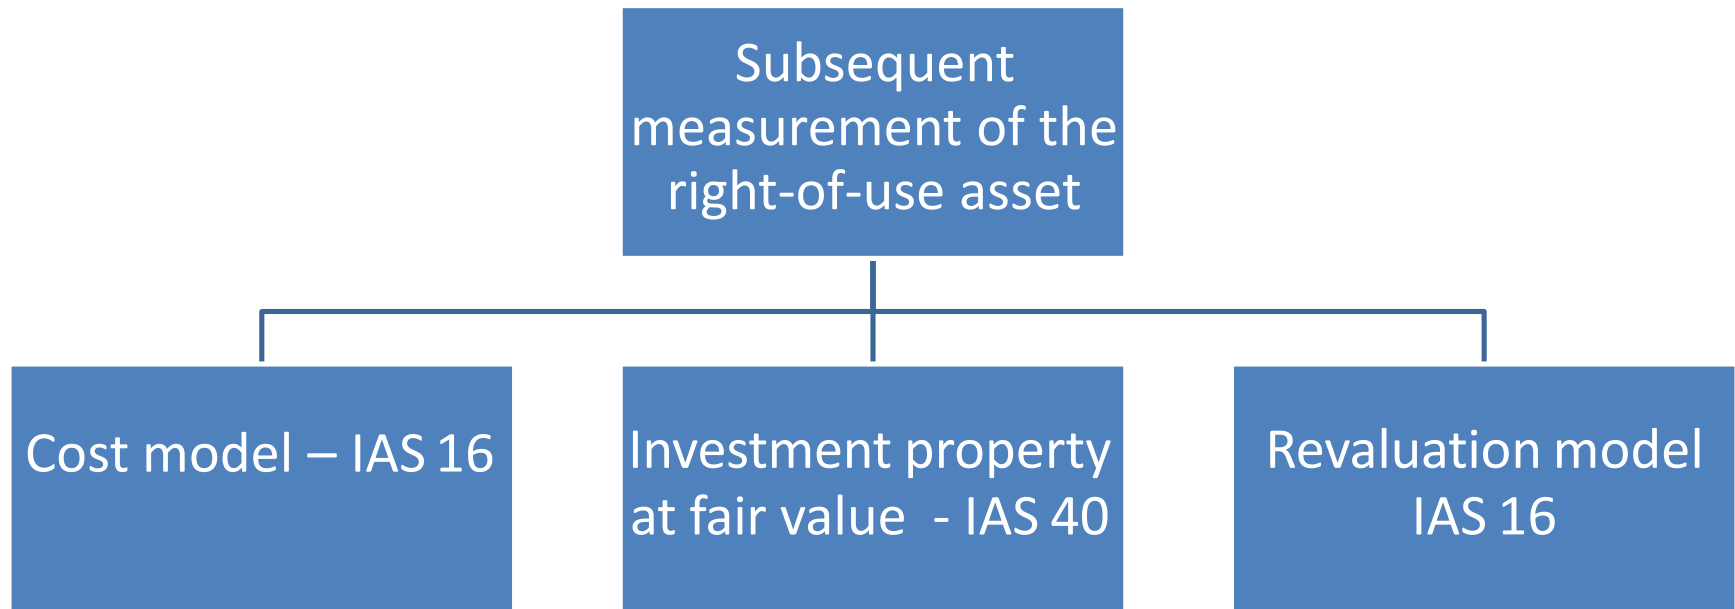 Subsequent
measurement of the
right-of-use asset
Cost model – IAS 16
Investment property
at fair value  - IAS 40
Revaluation model
IAS 16